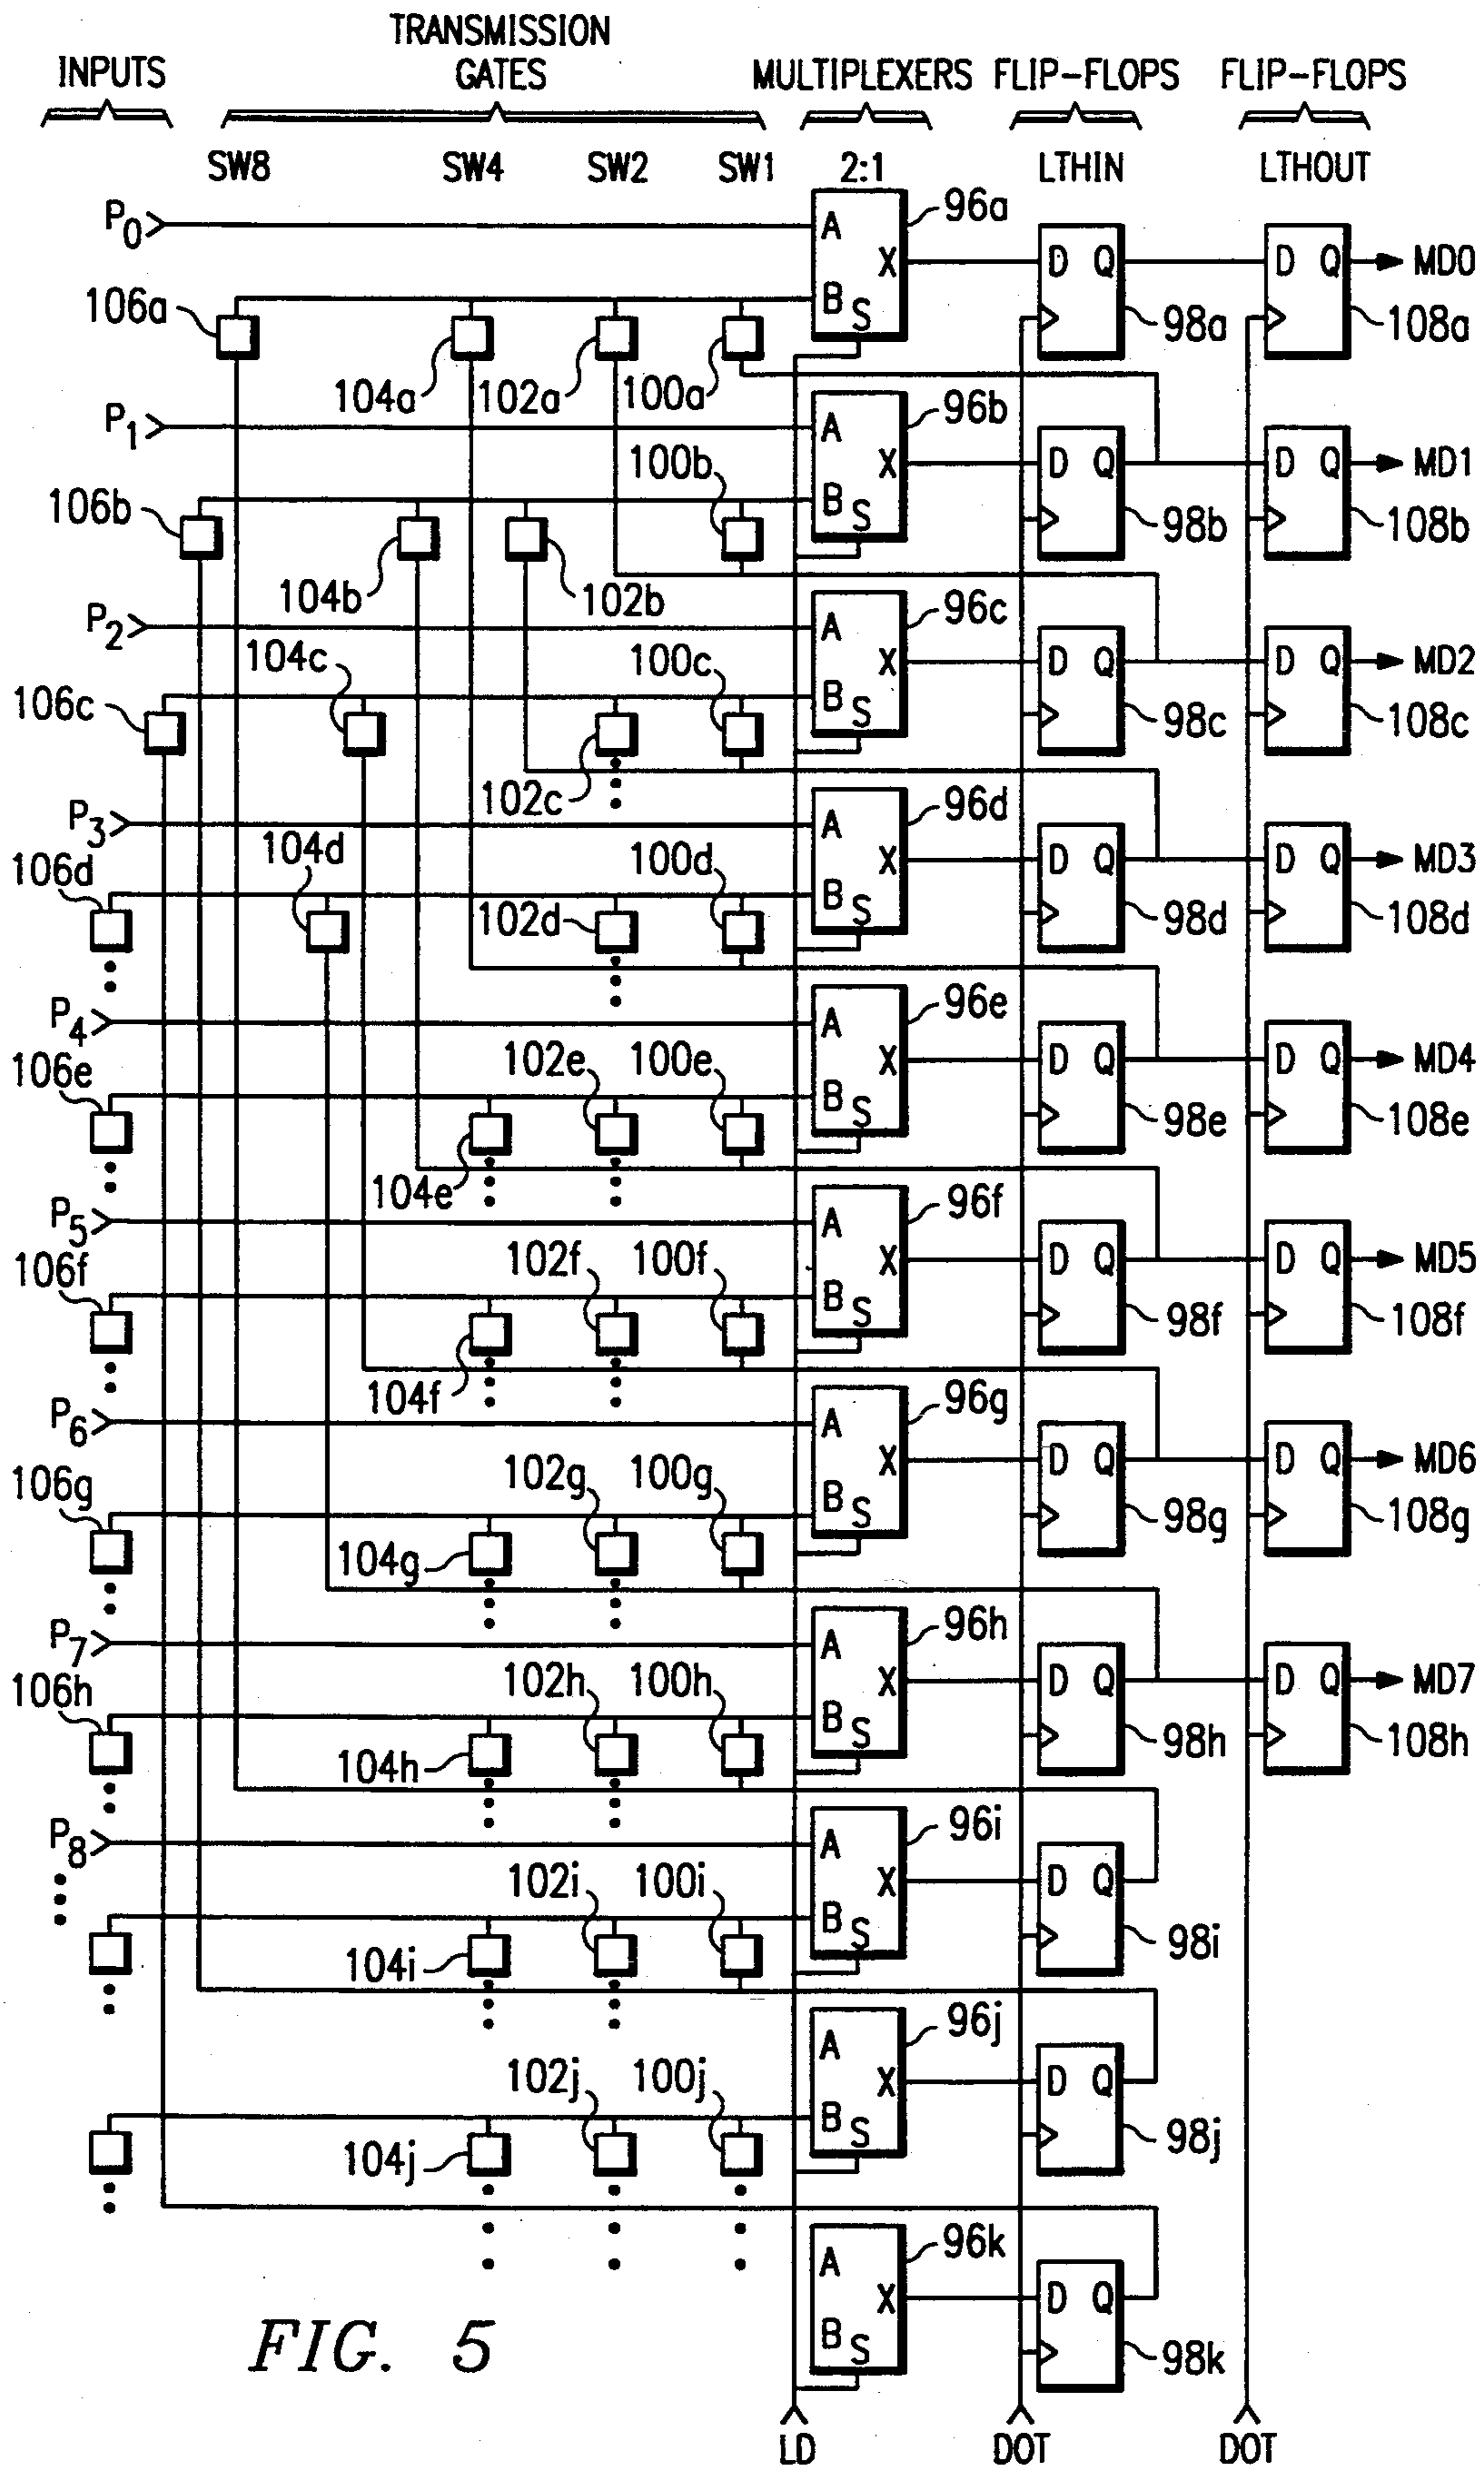 TRANSMISSION
INPUTS GATES MULTIPLEXERS FLIP-FLOPS FLIP-FLOPS
SW8 SW4 SW2 SW1 2:1 LTHIN LTHOUT
P0 A 96a
X D Q D Q MD0
106a B S 98a 108a
104a 102a 100a
P1 A 96b
100b X D Q D Q MD1
106b B S 98b 108b
104b 102b
P2 A 96c
104c 100c X D Q D Q MD2
106c B S 98c 108c
102c
P3 A 96d
104d 100d X D Q D Q MD3
106d 102d B S 98d 108d
P4 A 96e
106e 102e 100e X D Q D Q MD4
B S 98e 108e
104e
P5 A 96f
106f 102f 100f X D Q D Q MD5
B S 98f 108f
104f
P6 A 96g
106g 102g 100g X D Q D Q MD6
104g B S 98g 108g
P7 A 96h
106h 102h 100h X D Q D Q MD7
104h B S 98h 108h
P8 A 96i
102i 100i X D Q
104i B S 98i
A 96j
102j 100j X D Q
104j B S 98j
A 96k
X D Q
B S 98k
FIG. 5
LD DOT DOT